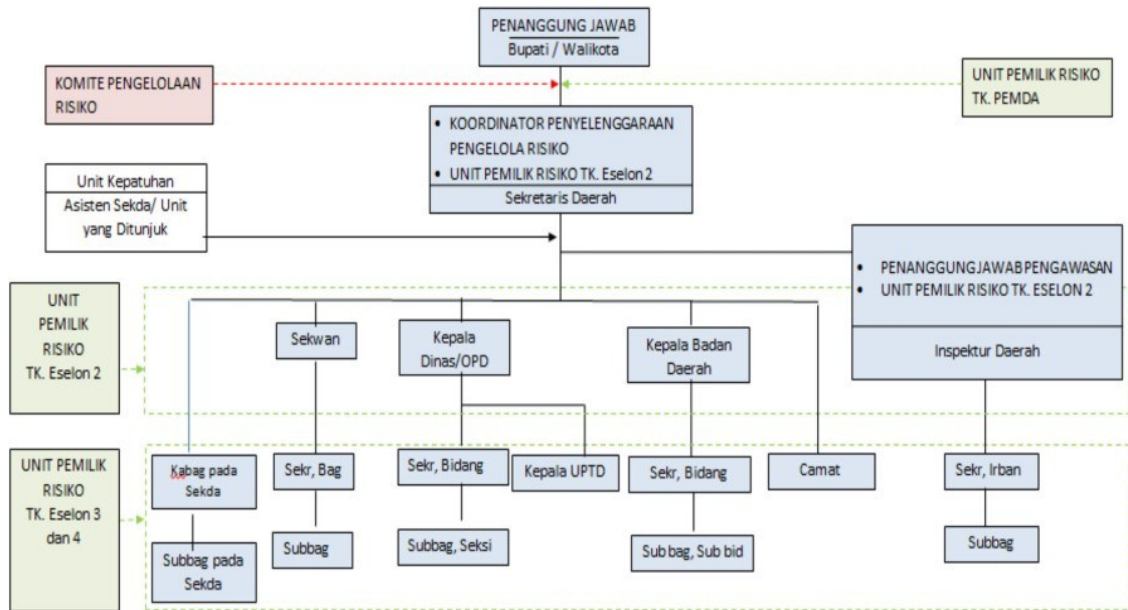 PENANGGUNG JAWAB
Bupati / Walikota
KOMITE PENGELOLAAN
RISIKO
UNIT PEMILIK RISIKO
TK. PEMDA
• KOORDINATOR PENYELENGGARAAN
PENGELOLA RISIKO
• UNIT PEMILIK RISIKO TK. Eselon 2
Sekretaris Daerah
Unit Kepatuhan
Asisten Sekda/ Unit
yang Ditunjuk
• PENANGGUNG JAWAB PENGAWASAN
• UNIT PEMILIK RISIKO TK. ESELON 2
Inspektur Daerah
UNIT
PEMILIK
RISIKO
TK. Eselon 2
Sekwan
Kepala
Dinas/OPD
Kepala Badan
Daerah
UNIT PEMILIK
RISIKO
TK. Eselon 3
dan 4
Kabag pada
Sekda
Sekr, Bag
Sekr, Bidang
Kepala UPTD
Sekr, Bidang
Camat
Sekr, Irban
Subbag pada
Sekda
Subbag
Subbag, Seksi
Sub bag, Sub bid
Subbag